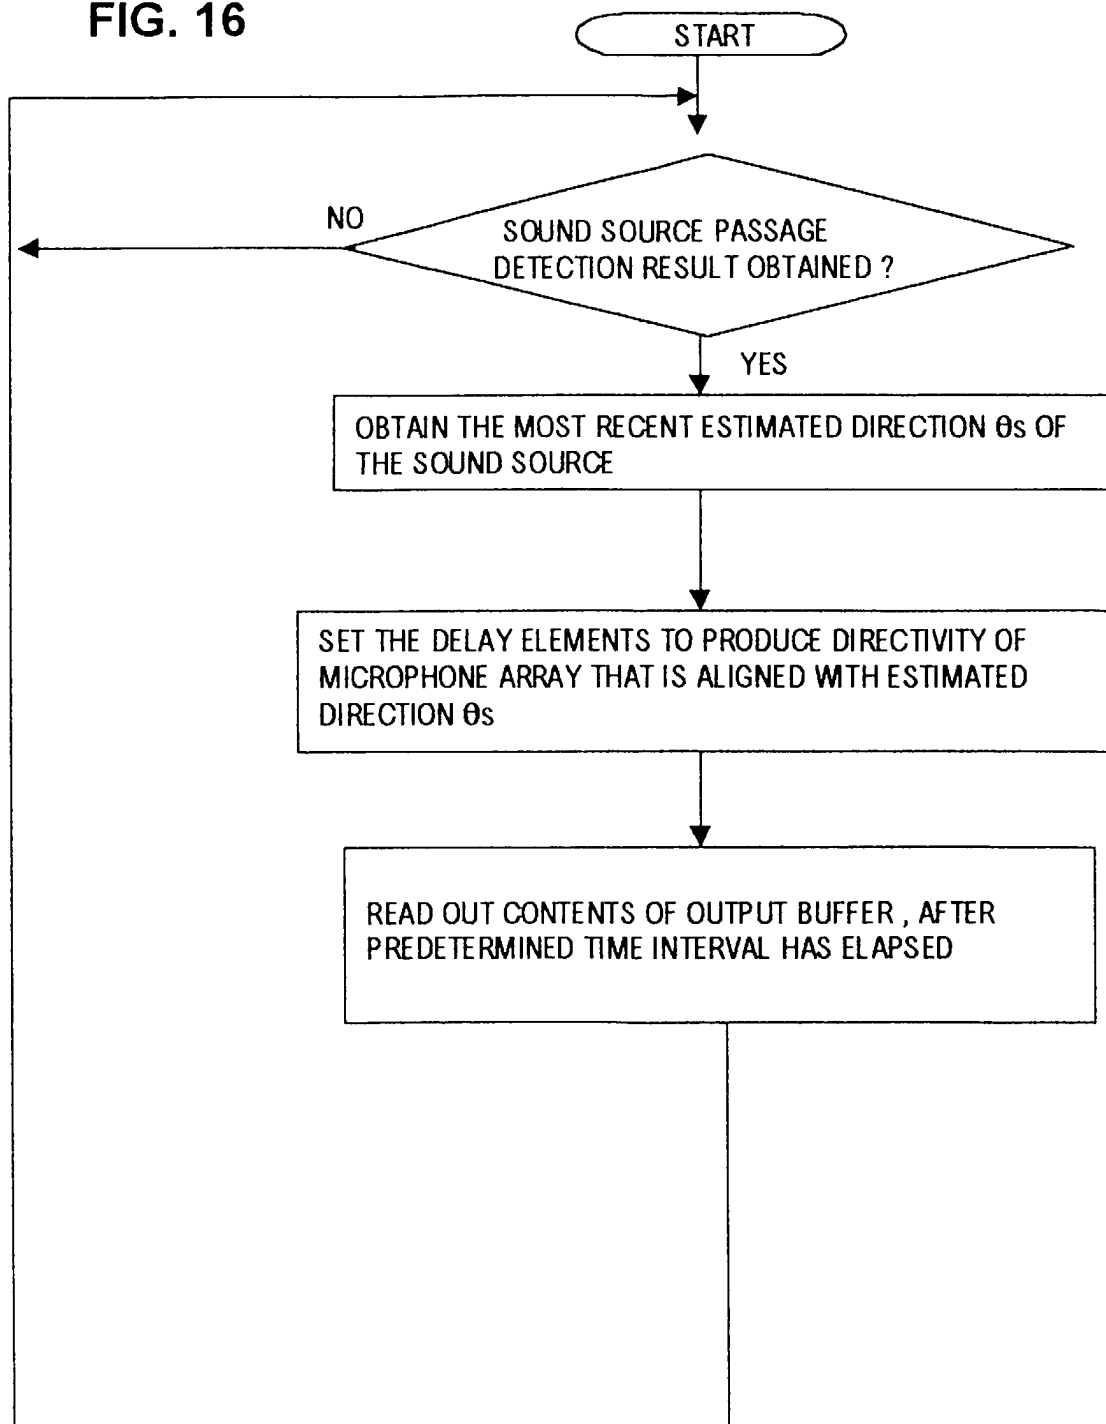 FIG. 16
START
NO
SOUND SOURCE PASSAGE
DETECTION RESULT OBTAINED ?
YES
OBTAIN THE MOST RECENT ESTIMATED DIRECTION θs OF
THE SOUND SOURCE
SET THE DELAY ELEMENTS TO PRODUCE DIRECTIVITY OF
MICROPHONE ARRAY THAT IS ALIGNED WITH ESTIMATED
DIRECTION θs
READ OUT CONTENTS OF OUTPUT BUFFER , AFTER
PREDETERMINED TIME INTERVAL HAS ELAPSED